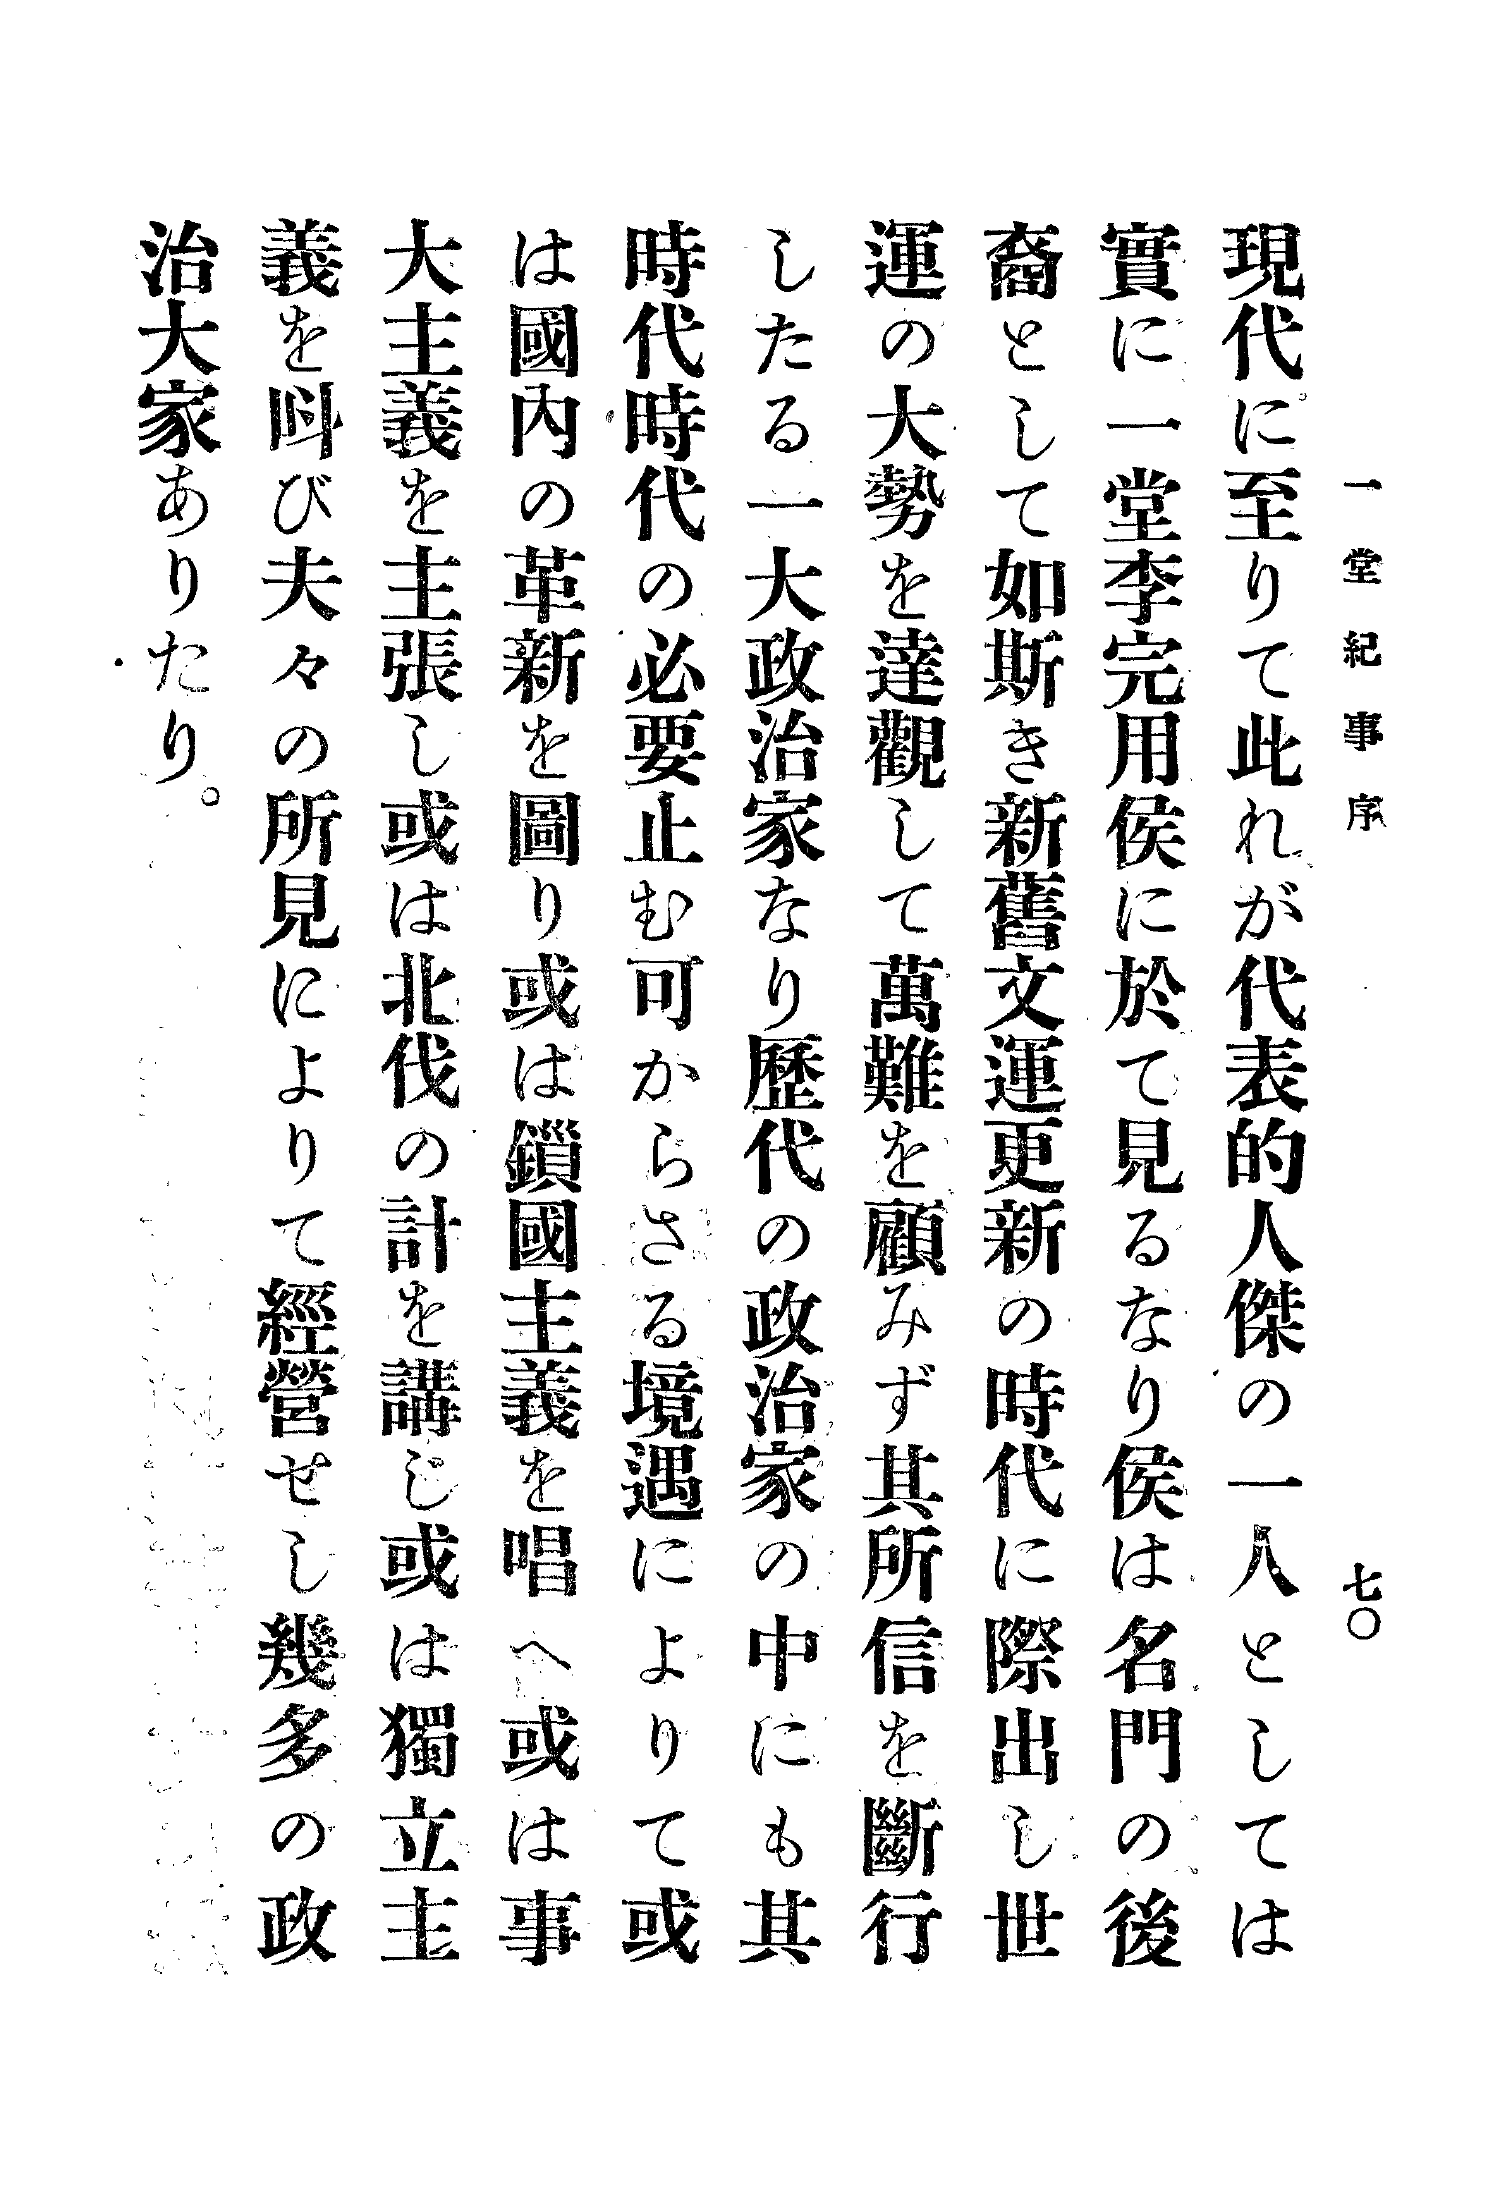 一堂紀事序
七〇
現代に至りて此れが代表的人傑の一人としては
實に一堂李完用侯に於て見るなり侯は名門の後
裔として如斯き新舊文運更新の時代に際出し世
運の大勢を達觀して萬難を顧みず其所信を斷行
したる一大政治家なり歷代の政治家の中にも其
時代時代の必要止む可からさる境遇によりて或
は國內の革新を圖り或は鎖國主義を唱へ或は事
大主義を主張し或は北伐の計を講じ或は獨立主
義を呌び夫々の所見によりて經營せし幾多の政
治大家ありたり。